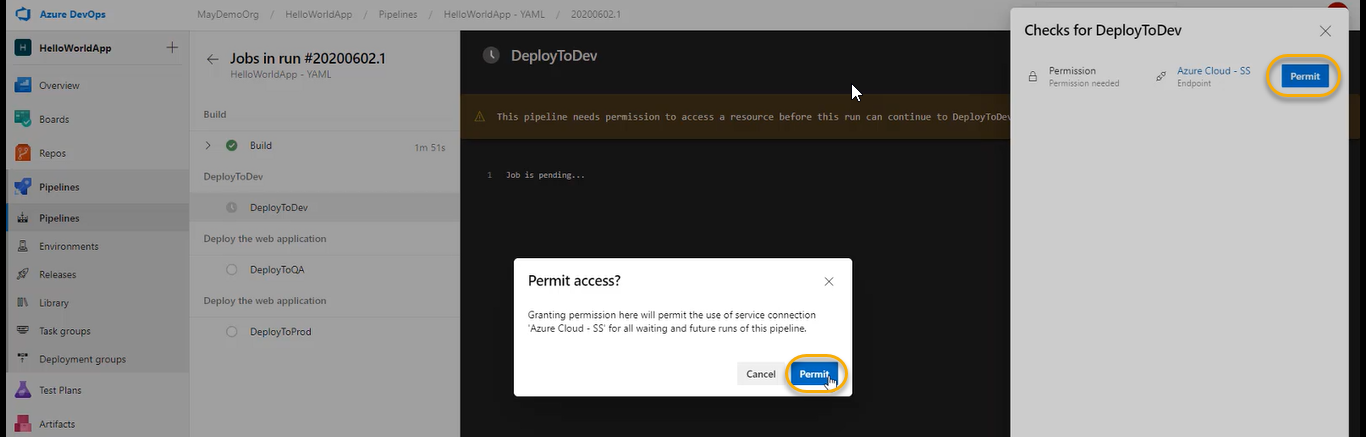 Azure DevOps
MayDemoOrg / HelloWorldApp / Pipelines / HelloWorldApp - YAML / 20200602.1
H HelloWorldApp
Overview
Boards
Repos
Pipelines
Pipelines
Environments
Releases
Library
Task groups
Deployment groups
Test Plans
Artifacts
Jobs in run #20200602.1
HelloWorldApp - YAML
Build
Build 1m 51s
DeployToDev
DeployToDev
Deploy the web application
DeployToQA
Deploy the web application
DeployToProd
DeployToDev
This pipeline needs permission to access a resource before this run can continue to DeployToDev
1 Job is pending...
Permit access?
Granting permission here will permit the use of service connection
'Azure Cloud - SS' for all waiting and future runs of this pipeline.
Cancel Permit
Checks for DeployToDev
Permission Azure Cloud - SS Permit
Permission needed Endpoint